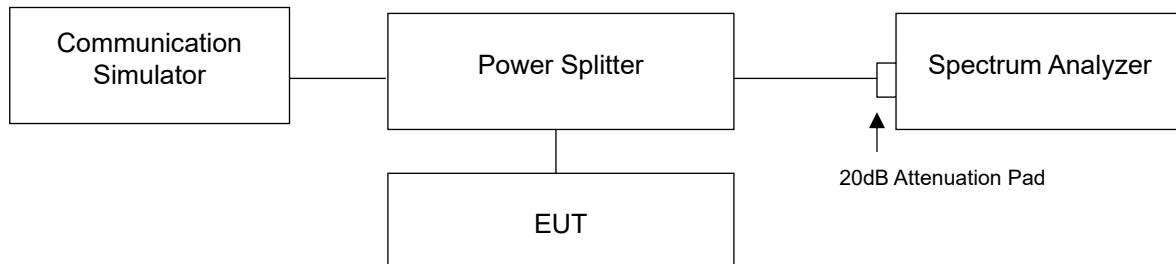 Communication
Simulator
Power Splitter
Spectrum Analyzer
20dB Attenuation Pad
EUT